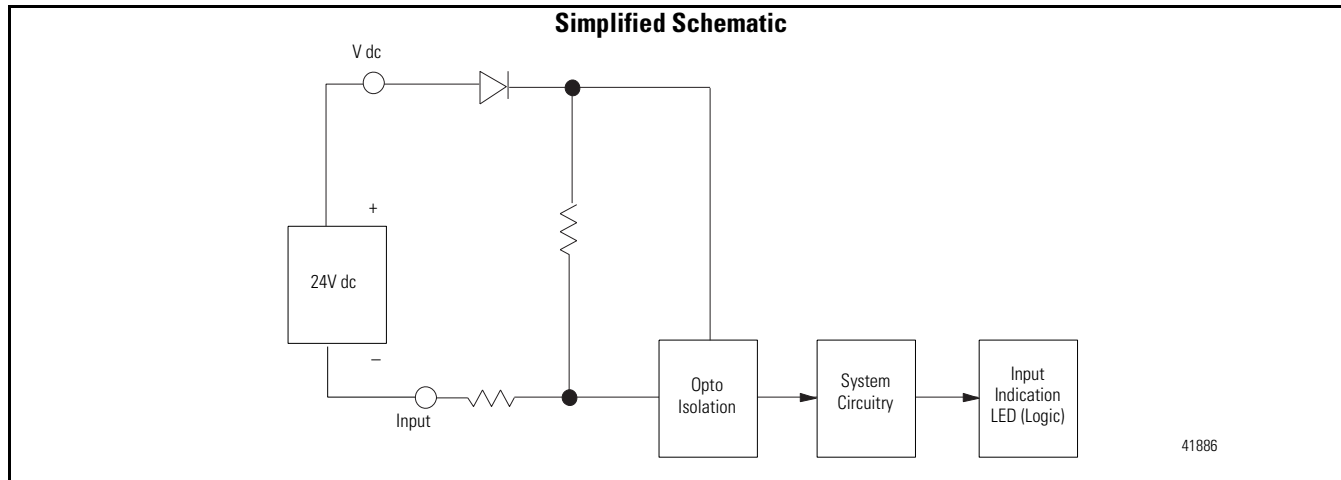 Simplified Schematic
V dc
+
24V dc
–
Input
Opto
Isolation
System
Circuitry
Input
Indication
LED (Logic)
41886